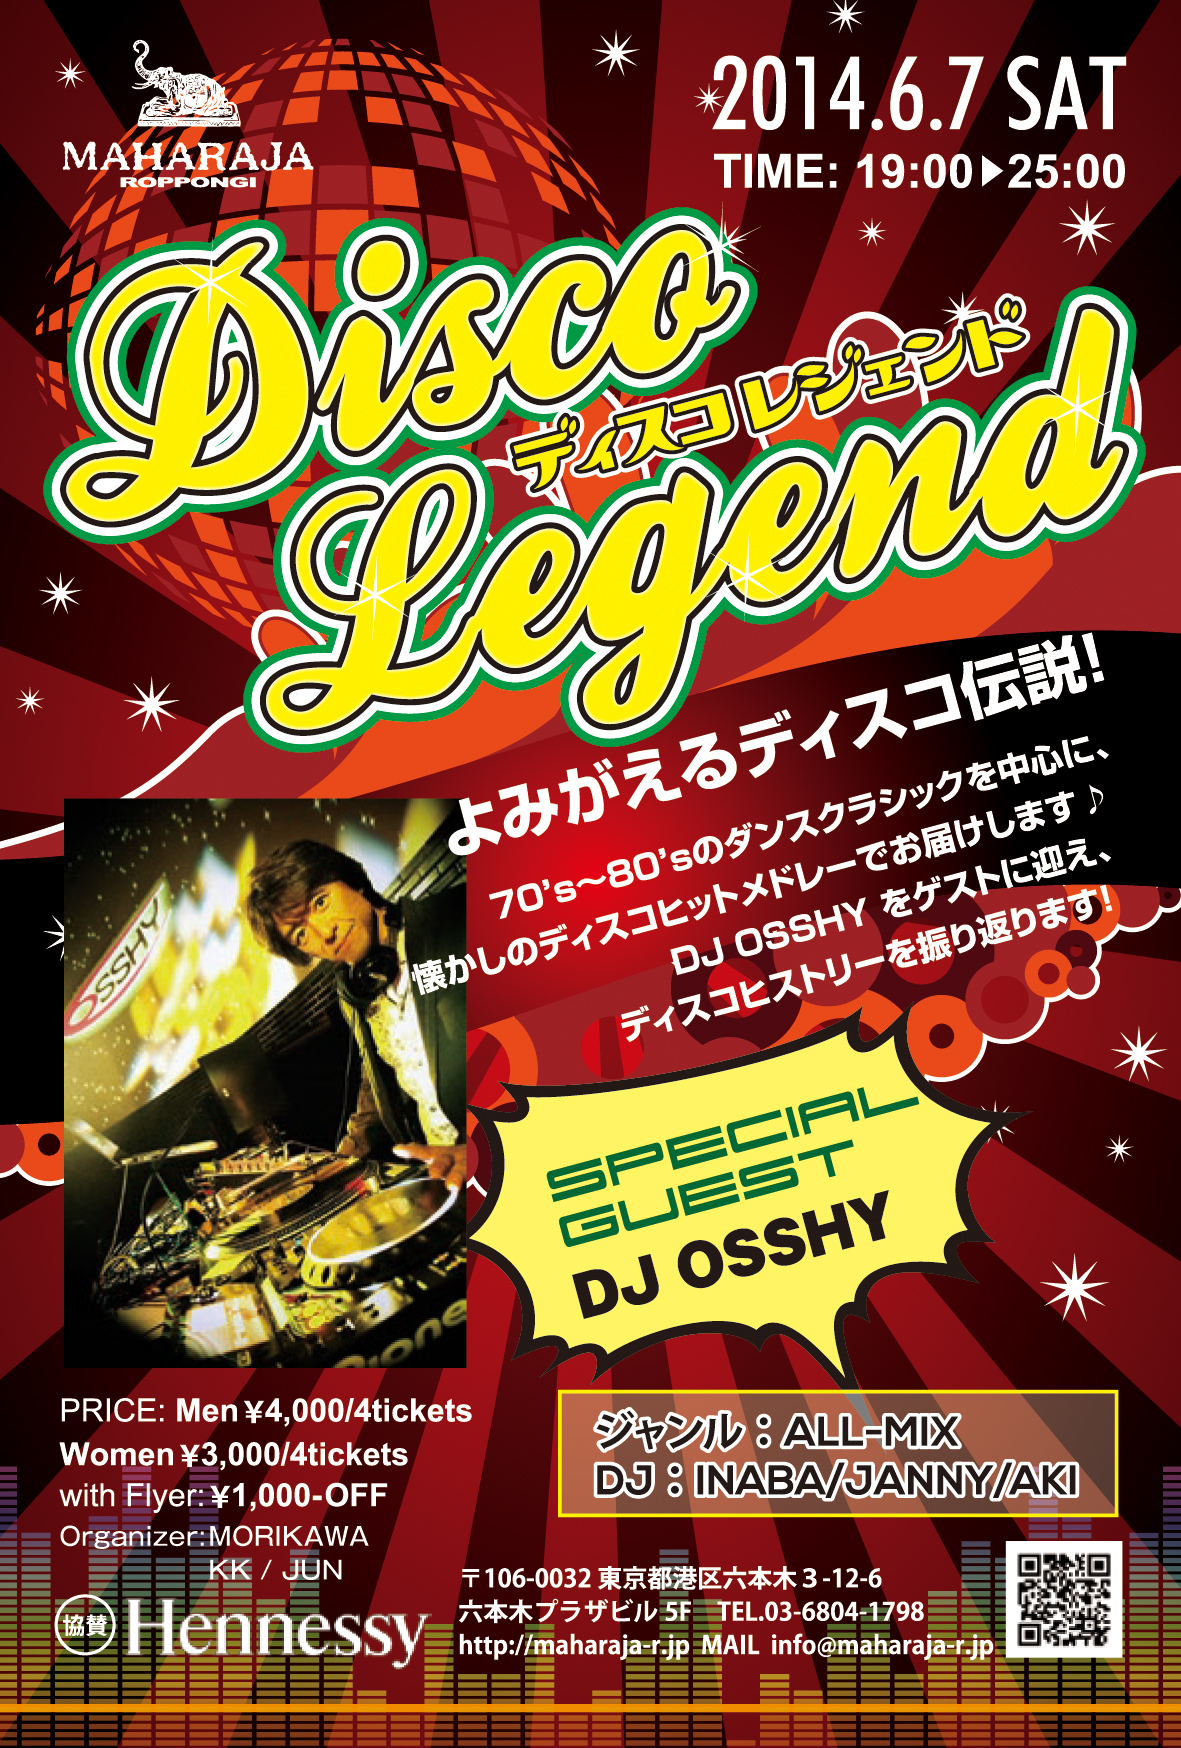 MAHARAJA
ROPPONGI
2014.6.7 SAT
TIME: 19:00▶25:00
Disco
ディスコ レジェンド
Legend
よみがえるディスコ伝説!
70's～80'sのダンスクラシックを中心に、
懐かしのディスコヒットメドレーでお届けします♪
DJ OSSHY をゲストに迎え、
ディスコヒストリーを振り返ります!
OSSHY
SPECIAL
GUEST
DJ OSSHY
PRICE: Men ¥4,000/4tickets
Women ¥3,000/4tickets
with Flyer: ¥1,000-OFF
Organizer: MORIKAWA
KK / JUN
ジャンル：ALL-MIX
DJ：INABA/JANNY/AKI
協賛 Hennessy
〒106-0032 東京都港区六本木３-12-6
六本木プラザビル 5F TEL.03-6804-1798
http://maharaja-r.jp MAIL info@maharaja-r.jp